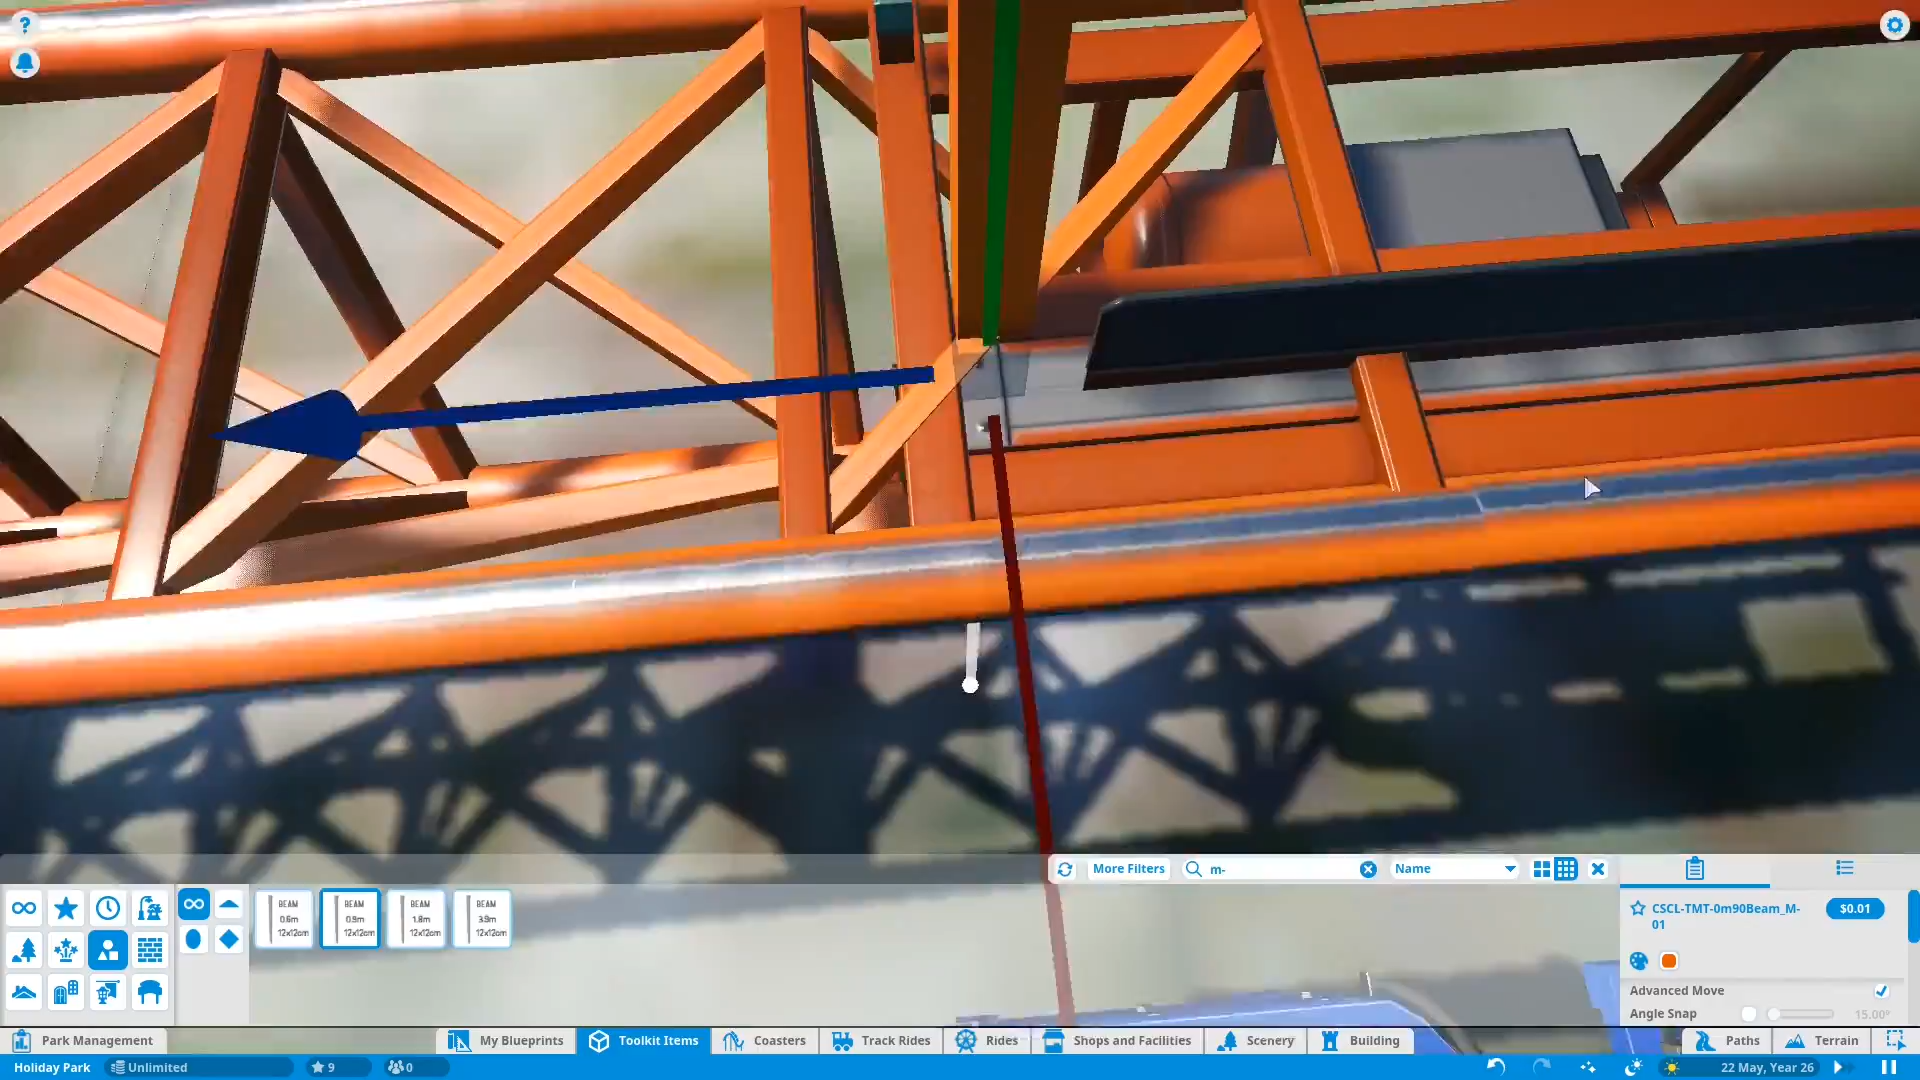 ?
More Filters
m-
Name
BEAM
0.6m
12x12cm
BEAM
0.9m
12x12cm
BEAM
1.8m
12x12cm
BEAM
3.9m
12x12cm
CSCL-TMT-0m90Beam_M-
01
$0.01
Advanced Move
Angle Snap
15.00°
Park Management
My Blueprints
Toolkit Items
Coasters
Track Rides
Rides
Shops and Facilities
Scenery
Building
Paths
Terrain
Holiday Park
Unlimited
9
0
22 May, Year 26